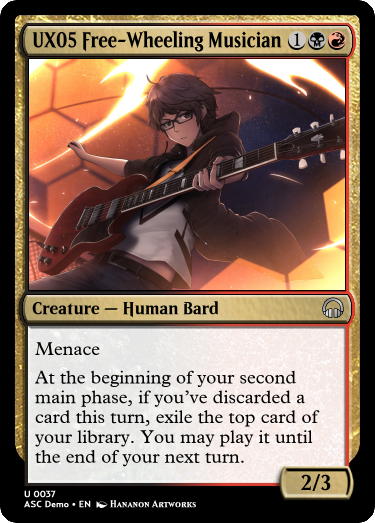 UX05 Free-Wheeling Musician 1
Creature — Human Bard
Menace
At the beginning of your second
main phase, if you've discarded a
card this turn, exile the top card of
your library. You may play it until
the end of your next turn.
2/3
U 0037
ASC Demo • EN Hananon Artworks